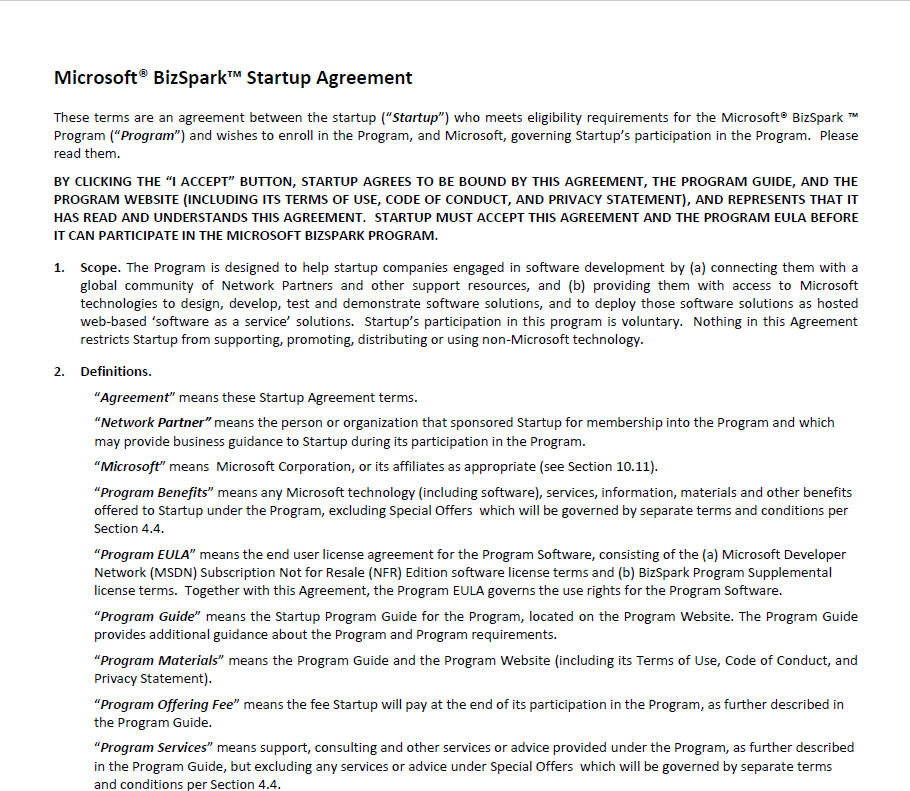 Microsoft® BizSpark™ Startup Agreement
These terms are an agreement between the startup (“Startup”) who meets eligibility requirements for the Microsoft® BizSpark ™
Program (“Program”) and wishes to enroll in the Program, and Microsoft, governing Startup’s participation in the Program.  Please
read them.
BY CLICKING THE “I ACCEPT” BUTTON, STARTUP AGREES TO BE BOUND BY THIS AGREEMENT, THE PROGRAM GUIDE, AND THE
PROGRAM WEBSITE (INCLUDING ITS TERMS OF USE, CODE OF CONDUCT, AND PRIVACY STATEMENT), AND REPRESENTS THAT IT
HAS READ AND UNDERSTANDS THIS AGREEMENT.  STARTUP MUST ACCEPT THIS AGREEMENT AND THE PROGRAM EULA BEFORE
IT CAN PARTICIPATE IN THE MICROSOFT BIZSPARK PROGRAM.
1. Scope. The Program is designed to help startup companies engaged in software development by (a) connecting them with a
global community of Network Partners and other support resources, and (b) providing them with access to Microsoft
technologies to design, develop, test and demonstrate software solutions, and to deploy those software solutions as hosted
web-based ‘software as a service’ solutions.  Startup’s participation in this program is voluntary.  Nothing in this Agreement
restricts Startup from supporting, promoting, distributing or using non-Microsoft technology.
2. Definitions.
“Agreement” means these Startup Agreement terms.
“Network Partner” means the person or organization that sponsored Startup for membership into the Program and which
may provide business guidance to Startup during its participation in the Program.
“Microsoft” means  Microsoft Corporation, or its affiliates as appropriate (see Section 10.11).
“Program Benefits” means any Microsoft technology (including software), services, information, materials and other benefits
offered to Startup under the Program, excluding Special Offers  which will be governed by separate terms and conditions per
Section 4.4.
“Program EULA” means the end user license agreement for the Program Software, consisting of the (a) Microsoft Developer
Network (MSDN) Subscription Not for Resale (NFR) Edition software license terms and (b) BizSpark Program Supplemental
license terms.  Together with this Agreement, the Program EULA governs the use rights for the Program Software.
“Program Guide” means the Startup Program Guide for the Program, located on the Program Website. The Program Guide
provides additional guidance about the Program and Program requirements.
“Program Materials” means the Program Guide and the Program Website (including its Terms of Use, Code of Conduct, and
Privacy Statement).
“Program Offering Fee” means the fee Startup will pay at the end of its participation in the Program, as further described in
the Program Guide.
“Program Services” means support, consulting and other services or advice provided under the Program, as further described
in the Program Guide, but excluding any services or advice under Special Offers  which will be governed by separate terms
and conditions per Section 4.4.